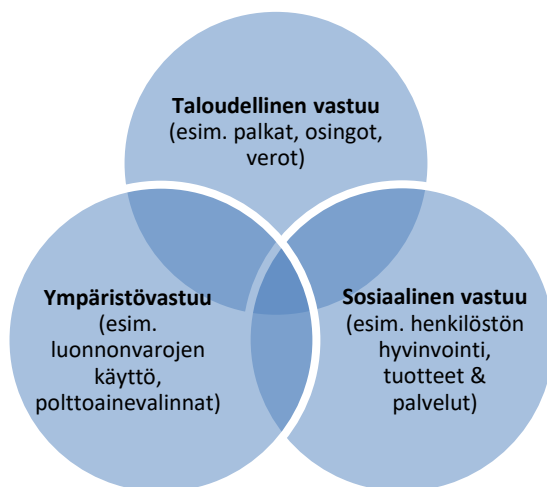 Taloudellinen vastuu
(esim. palkat, osingot,
verot)
Ympäristövastuu
(esim.
luonnonvarojen
käyttö,
polttoainevalinnat)
Sosiaalinen vastuu
(esim. henkilöstön
hyvinvointi,
tuotteet &
palvelut)